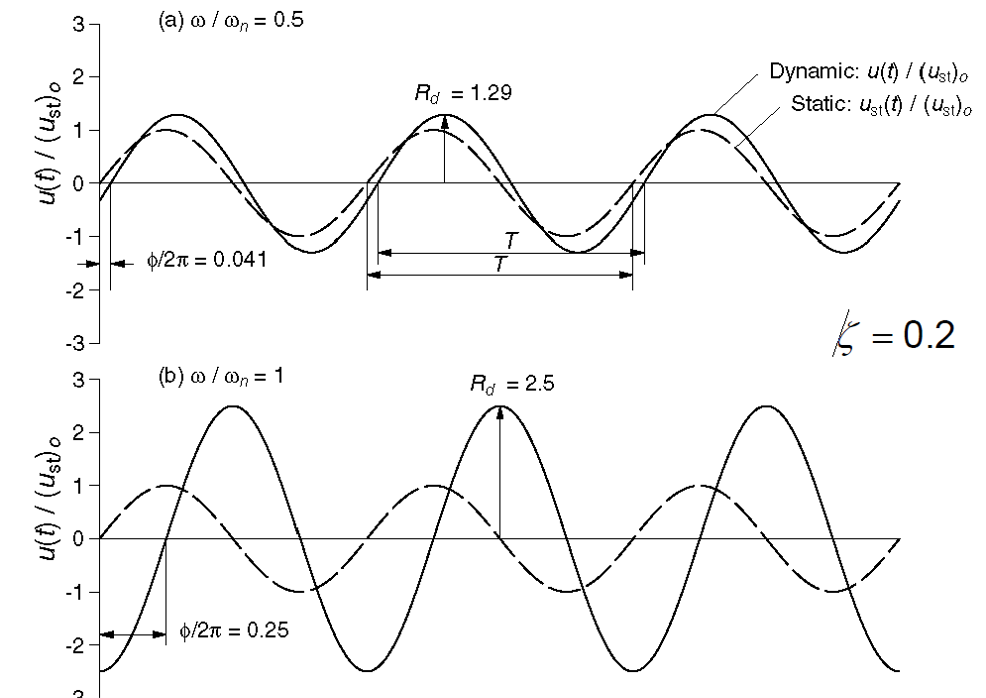 (a) ω / ωn = 0.5
3
2
1
0
-1
-2
-3
u(t) / (ust)o
Rd = 1.29
Dynamic: u(t) / (ust)o
Static: ust(t) / (ust)o
T
T
ϕ/2π = 0.041
ζ = 0.2
(b) ω / ωn = 1
3
2
1
0
-1
-2
3
u(t) / (ust)o
Rd = 2.5
ϕ/2π = 0.25